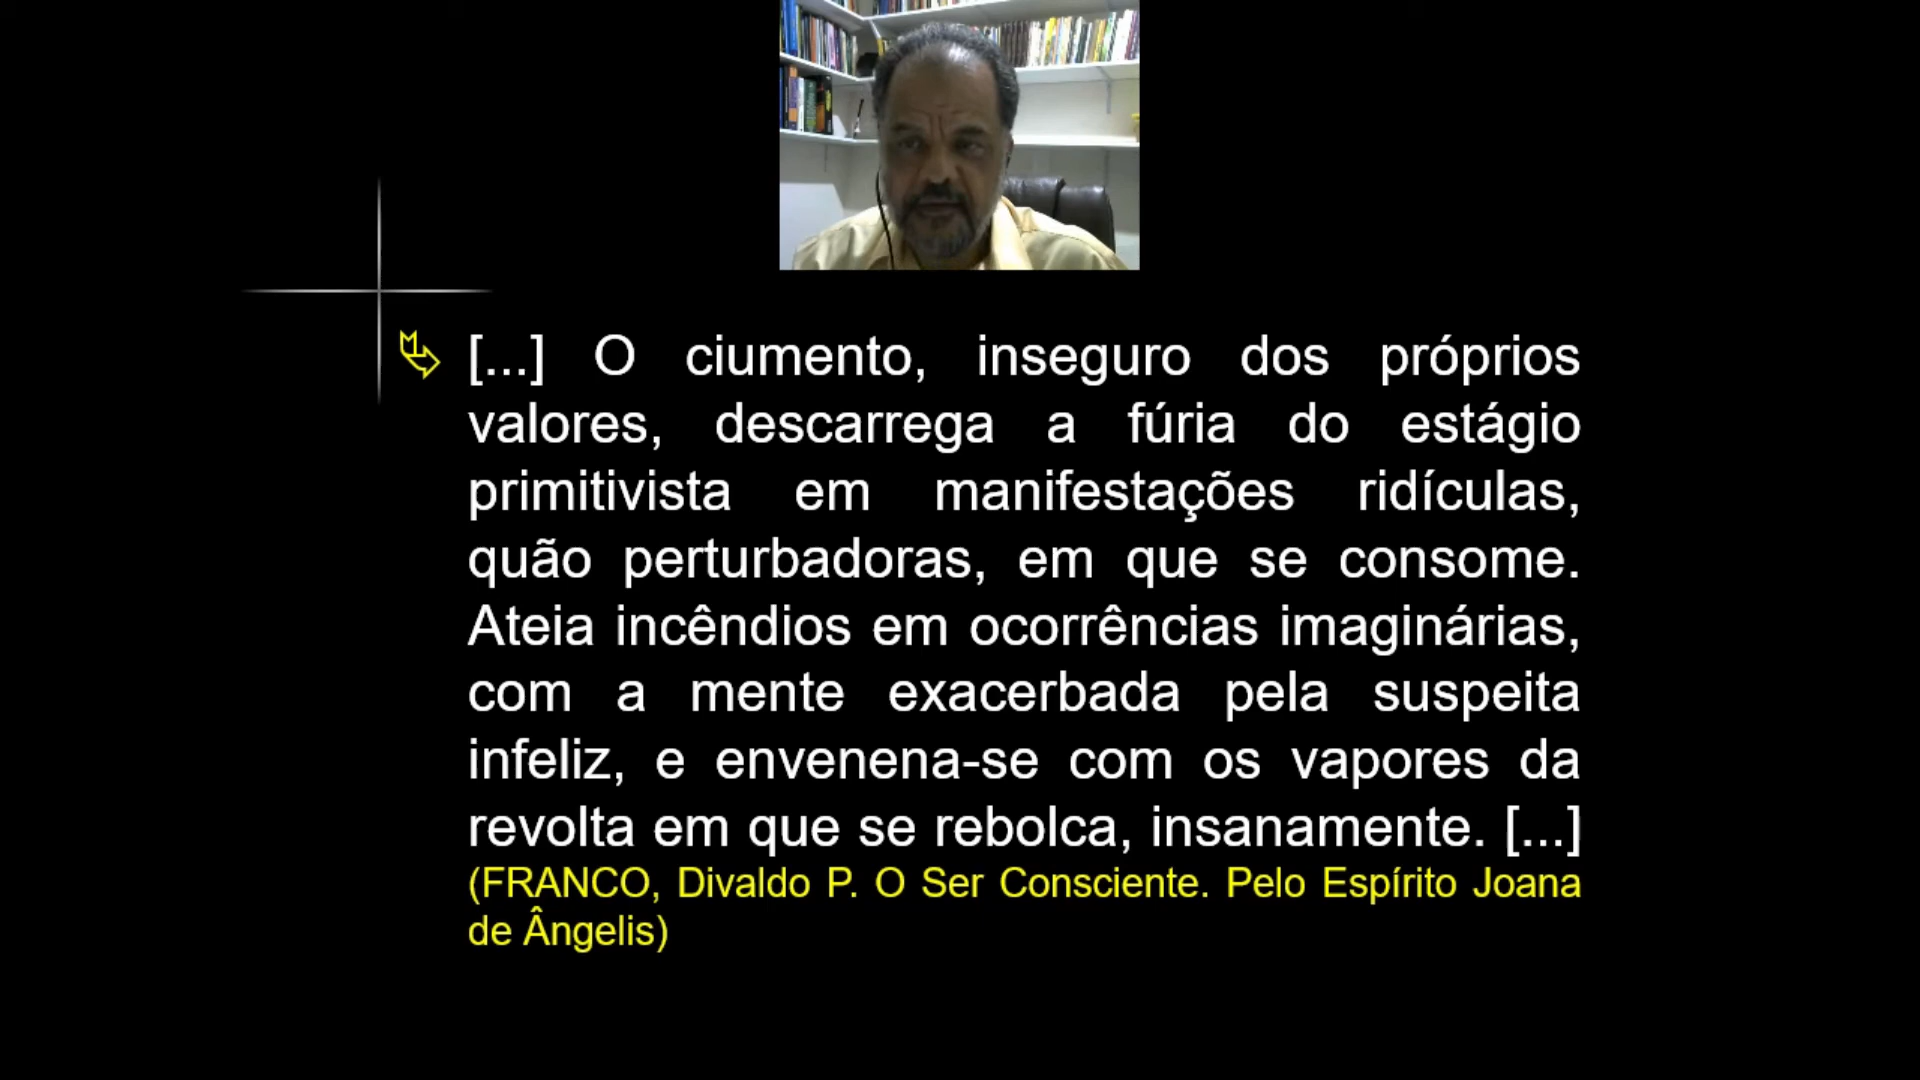 [...] O ciumento, inseguro dos próprios
valores, descarrega a fúria do estágio
primitivista em manifestações ridículas,
quão perturbadoras, em que se consome.
Ateia incêndios em ocorrências imaginárias,
com a mente exacerbada pela suspeita
infeliz, e envenena-se com os vapores da
revolta em que se rebolca, insanamente. [...]
(FRANCO, Divaldo P. O Ser Consciente. Pelo Espírito Joana
de Ângelis)